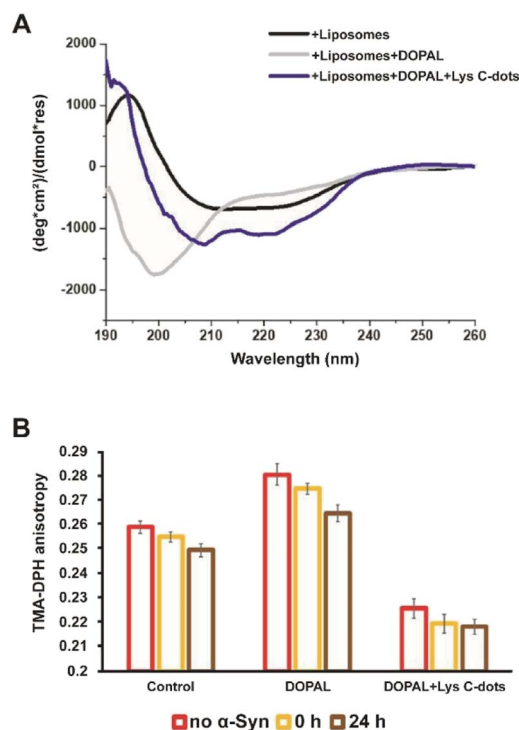 A
+Liposomes
+Liposomes+DOPAL
+Liposomes+DOPAL+Lys C-dots
(deg*cm²)/(dmol*res)
2000
1000
0
-1000
-2000
190 200 210 220 230 240 250 260
Wavelength (nm)
B
TMA-DPH anisotropy
0.29
0.28
0.27
0.26
0.25
0.24
0.23
0.22
0.21
0.2
Control DOPAL DOPAL+Lys C-dots
no α-Syn 0 h 24 h